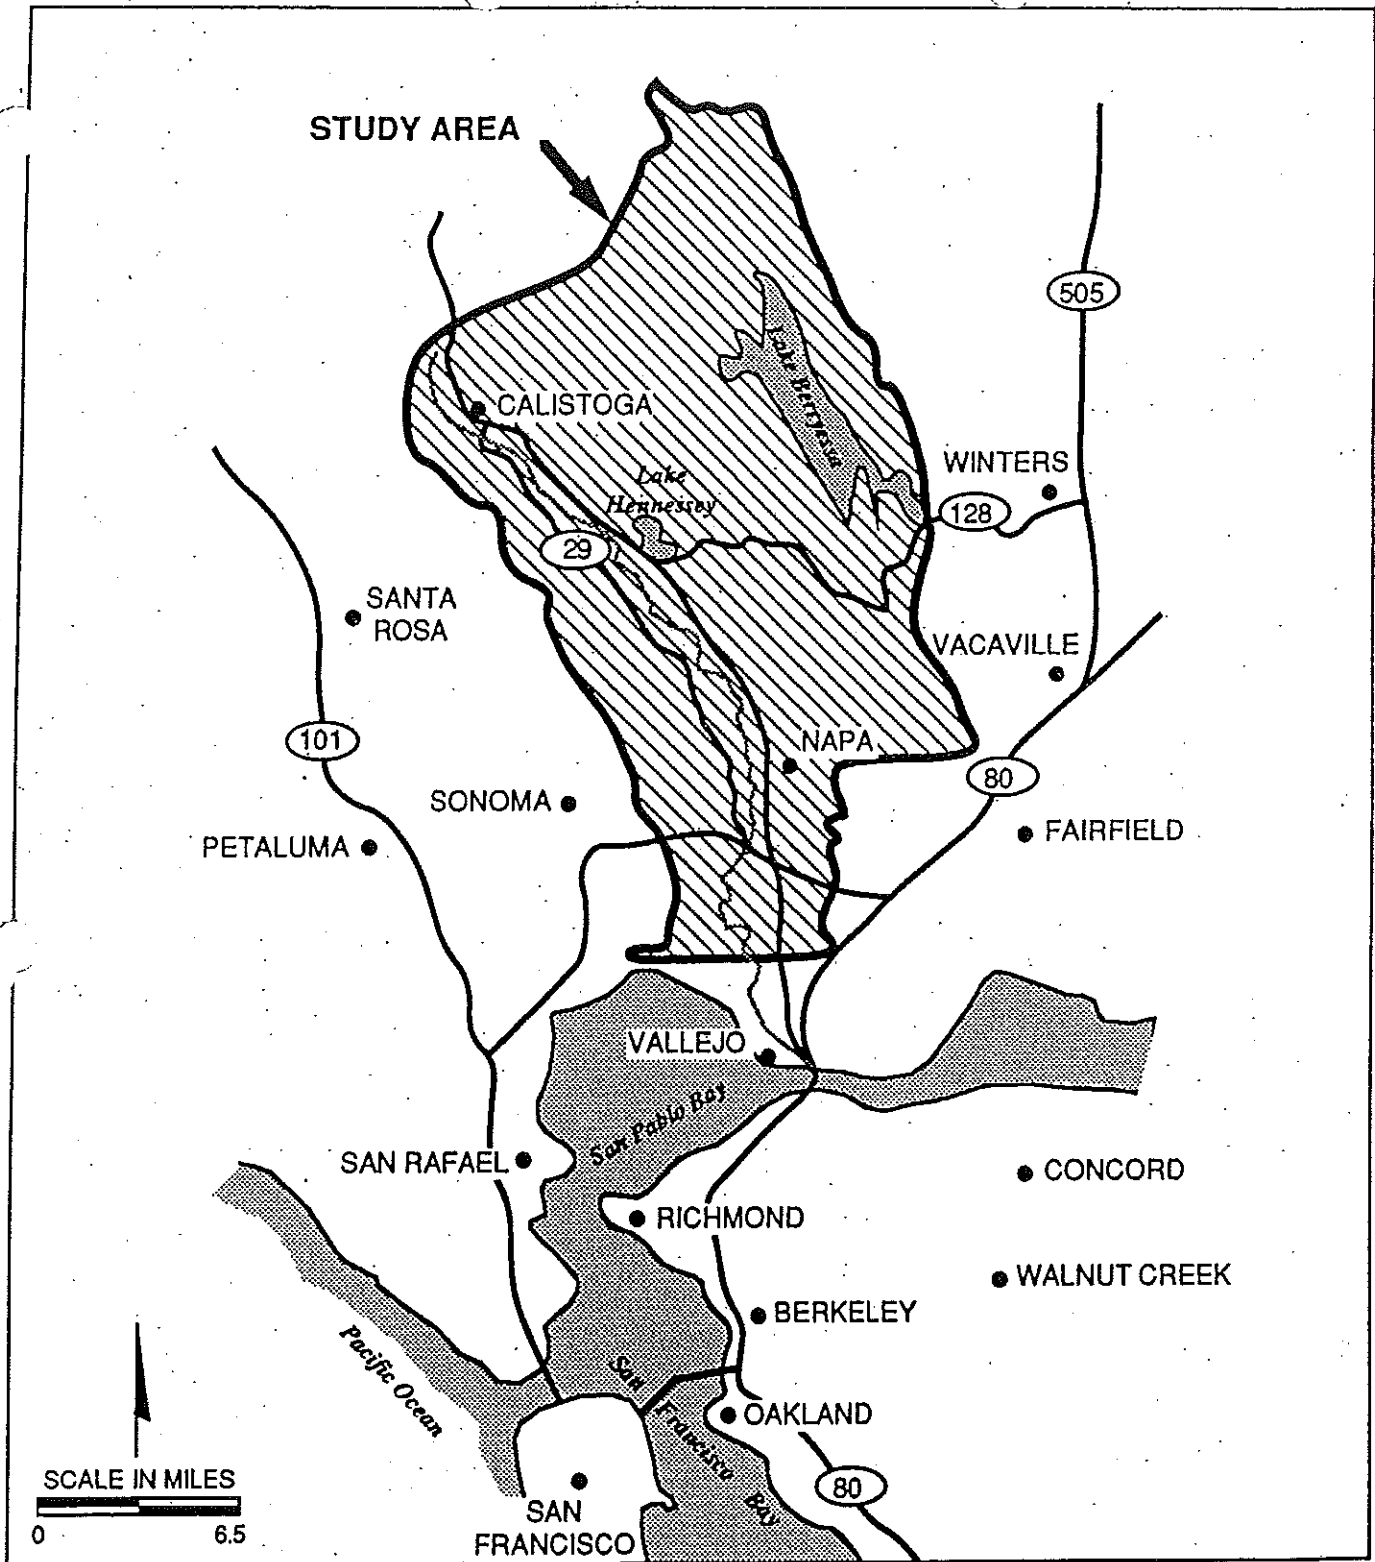 STUDY AREA
505
Lake Berryessa
CALISTOGA
WINTERS
Lake
Hennessey
128
29
SANTA
ROSA
VACAVILLE
101
NAPA
80
SONOMA
FAIRFIELD
PETALUMA
VALLEJO
San Pablo Bay
SAN RAFAEL
CONCORD
RICHMOND
WALNUT CREEK
BERKELEY
Pacific Ocean
San
Francisco
Bay
OAKLAND
SCALE IN MILES
0 6.5
80
SAN
FRANCISCO